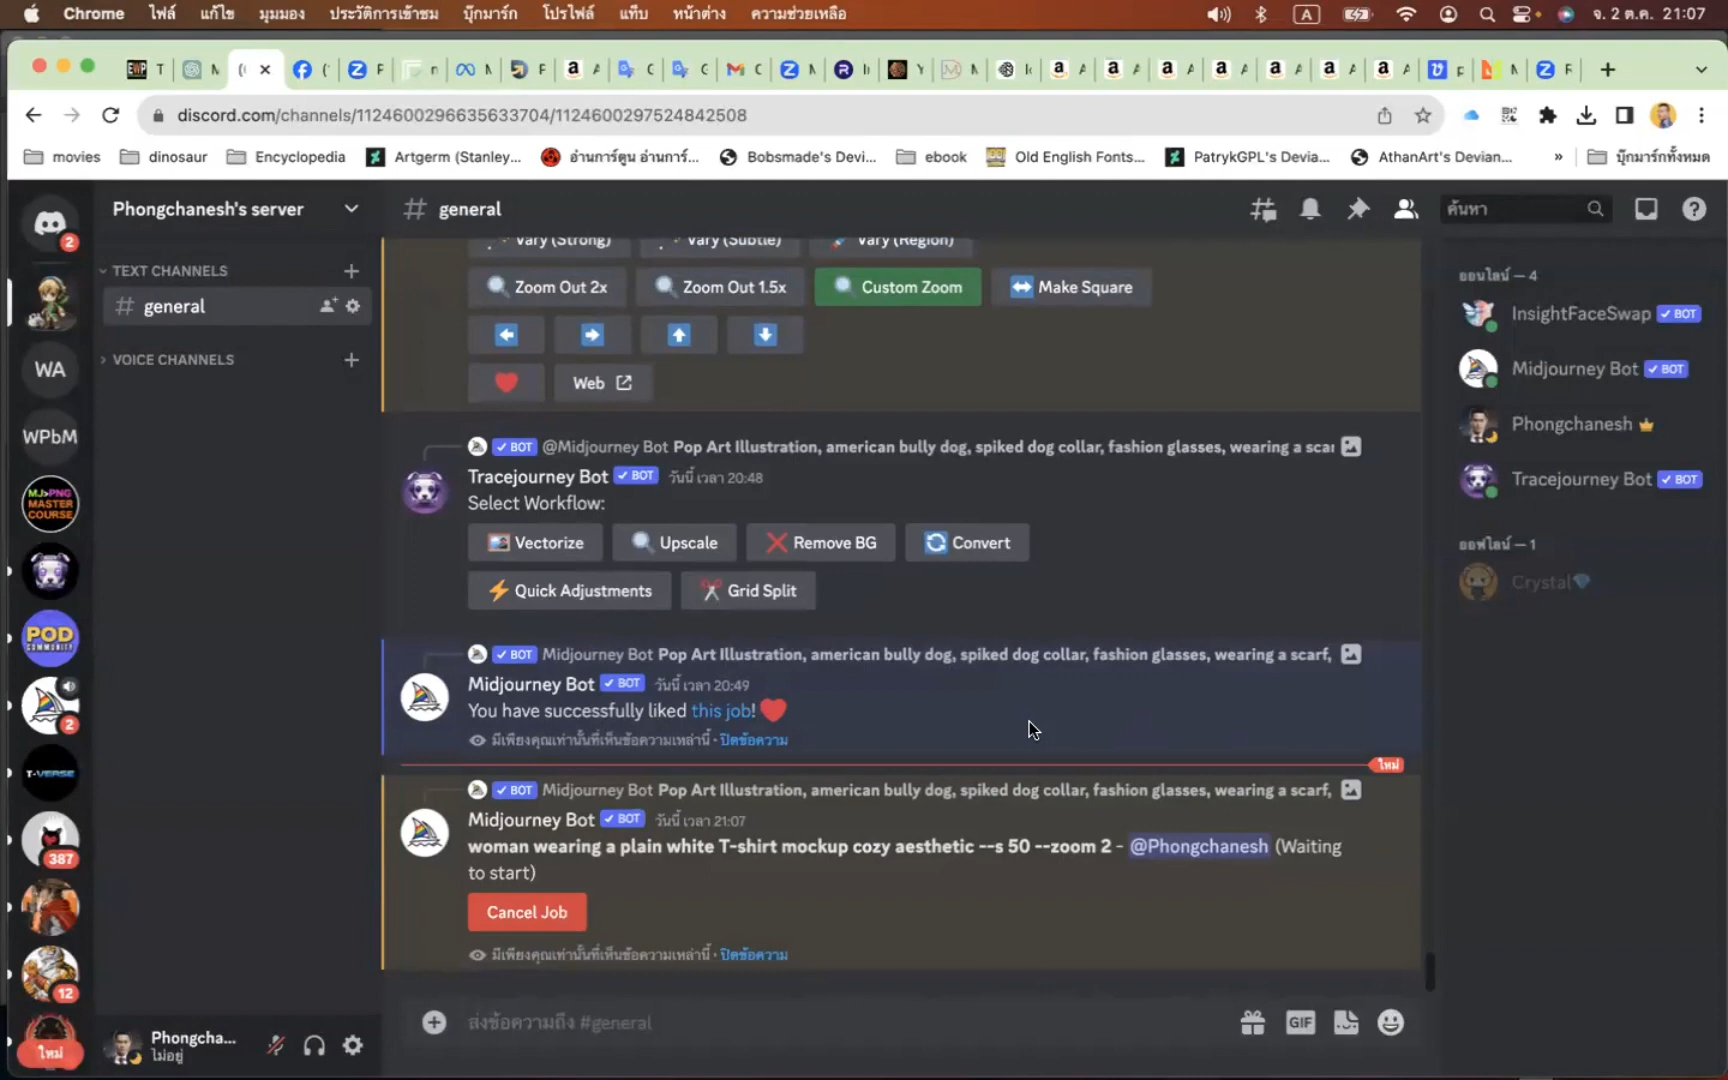 Chrome ไฟล์ แก้ไข มุมมอง ประวัติการเข้าชม บุ๊กมาร์ก โปรไฟล์ แท็บ หน้าต่าง ความช่วยเหลือ A จ. 2 ต.ค. 21:07
discord.com/channels/1124600296635633704/1124600297524842508
movies dinosaur Encyclopedia Artgerm (Stanley... อ่านการ์ตูน อ่านการ์... Bobsmade's Devi... ebook Old English Fonts... PatrykGPL's Devia... AthanArt's Devian... » บุ๊กมาร์กทั้งหมด
Phongchanesh's server
# general
ค้นหา
2
TEXT CHANNELS
# general
VOICE CHANNELS
WA
WPbM
MJ>PNG MASTER COURSE
POD COMMUNITY
2
T-VERSE
387
12
ใหม่
Phongcha...
ไม่อยู่
Vary (Strong) Vary (Subtle) Vary (Region)
Zoom Out 2x Zoom Out 1.5x Custom Zoom Make Square
Web
BOT @Midjourney Bot Pop Art Illustration, american bully dog, spiked dog collar, fashion glasses, wearing a scar
Tracejourney Bot BOT วันนี้ เวลา 20:48
Select Workflow:
Vectorize Upscale Remove BG Convert
Quick Adjustments Grid Split
BOT Midjourney Bot Pop Art Illustration, american bully dog, spiked dog collar, fashion glasses, wearing a scarf,
Midjourney Bot BOT วันนี้ เวลา 20:49
You have successfully liked this job!
มีเพียงคุณเท่านั้นที่เห็นข้อความเหล่านี้ • ปิดข้อความ
ใหม่
BOT Midjourney Bot Pop Art Illustration, american bully dog, spiked dog collar, fashion glasses, wearing a scarf,
Midjourney Bot BOT วันนี้ เวลา 21:07
woman wearing a plain white T-shirt mockup cozy aesthetic --s 50 --zoom 2 - @Phongchanesh (Waiting
to start)
Cancel Job
มีเพียงคุณเท่านั้นที่เห็นข้อความเหล่านี้ • ปิดข้อความ
ส่งข้อความถึง #general
GIF
ออนไลน์ — 4
InsightFaceSwap BOT
Midjourney Bot BOT
Phongchanesh
Tracejourney Bot BOT
ออฟไลน์ — 1
Crystal